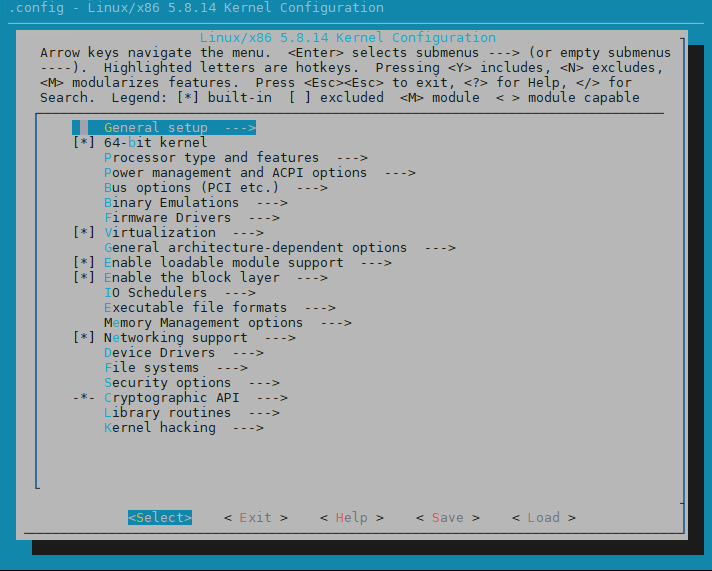 .config - Linux/x86 5.8.14 Kernel Configuration
Linux/x86 5.8.14 Kernel Configuration
Arrow keys navigate the menu.  <Enter> selects submenus ---> (or empty submenus
----).  Highlighted letters are hotkeys.  Pressing <Y> includes, <N> excludes,
<M> modularizes features.  Press <Esc><Esc> to exit, <?> for Help, </> for
Search.  Legend: [*] built-in  [ ] excluded  <M> module  < > module capable
General setup  --->
[*] 64-bit kernel
Processor type and features  --->
Power management and ACPI options  --->
Bus options (PCI etc.)  --->
Binary Emulations  --->
Firmware Drivers  --->
[*] Virtualization  --->
General architecture-dependent options  --->
[*] Enable loadable module support  --->
[*] Enable the block layer  --->
IO Schedulers  --->
Executable file formats  --->
Memory Management options  --->
[*] Networking support  --->
Device Drivers  --->
File systems  --->
Security options  --->
-*- Cryptographic API  --->
Library routines  --->
Kernel hacking  --->
<Select>    < Exit >    < Help >    < Save >    < Load >